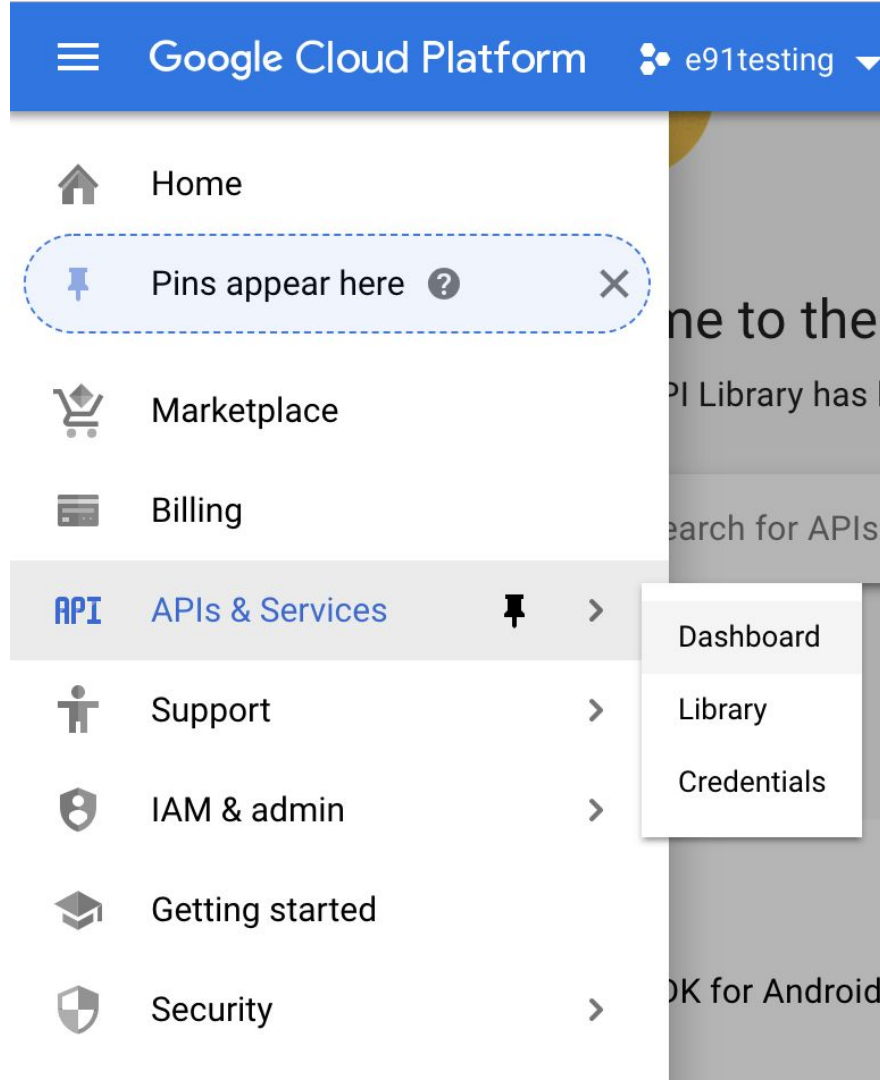 Google Cloud Platform e91testing
Home
Pins appear here ?
me to the
PI Library has
Marketplace
Billing
earch for APIs
API APIs & Services
Dashboard
Support
Library
Credentials
IAM & admin
Getting started
DK for Android
Security